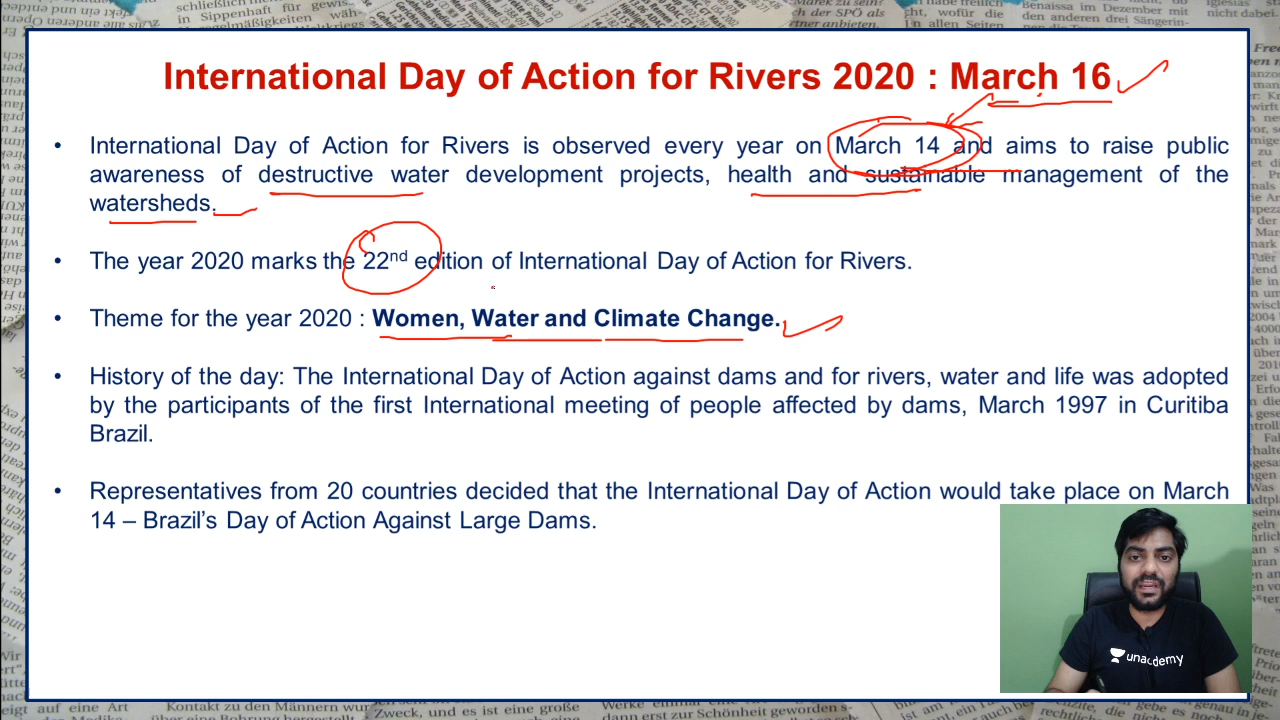 International Day of Action for Rivers 2020 : March 16
• International Day of Action for Rivers is observed every year on March 14 and aims to raise public
awareness of destructive water development projects, health and sustainable management of the
watersheds.
• The year 2020 marks the 22nd edition of International Day of Action for Rivers.
• Theme for the year 2020 : Women, Water and Climate Change.
• History of the day: The International Day of Action against dams and for rivers, water and life was adopted
by the participants of the first International meeting of people affected by dams, March 1997 in Curitiba
Brazil.
• Representatives from 20 countries decided that the International Day of Action would take place on March
14 – Brazil's Day of Action Against Large Dams.
unacademy